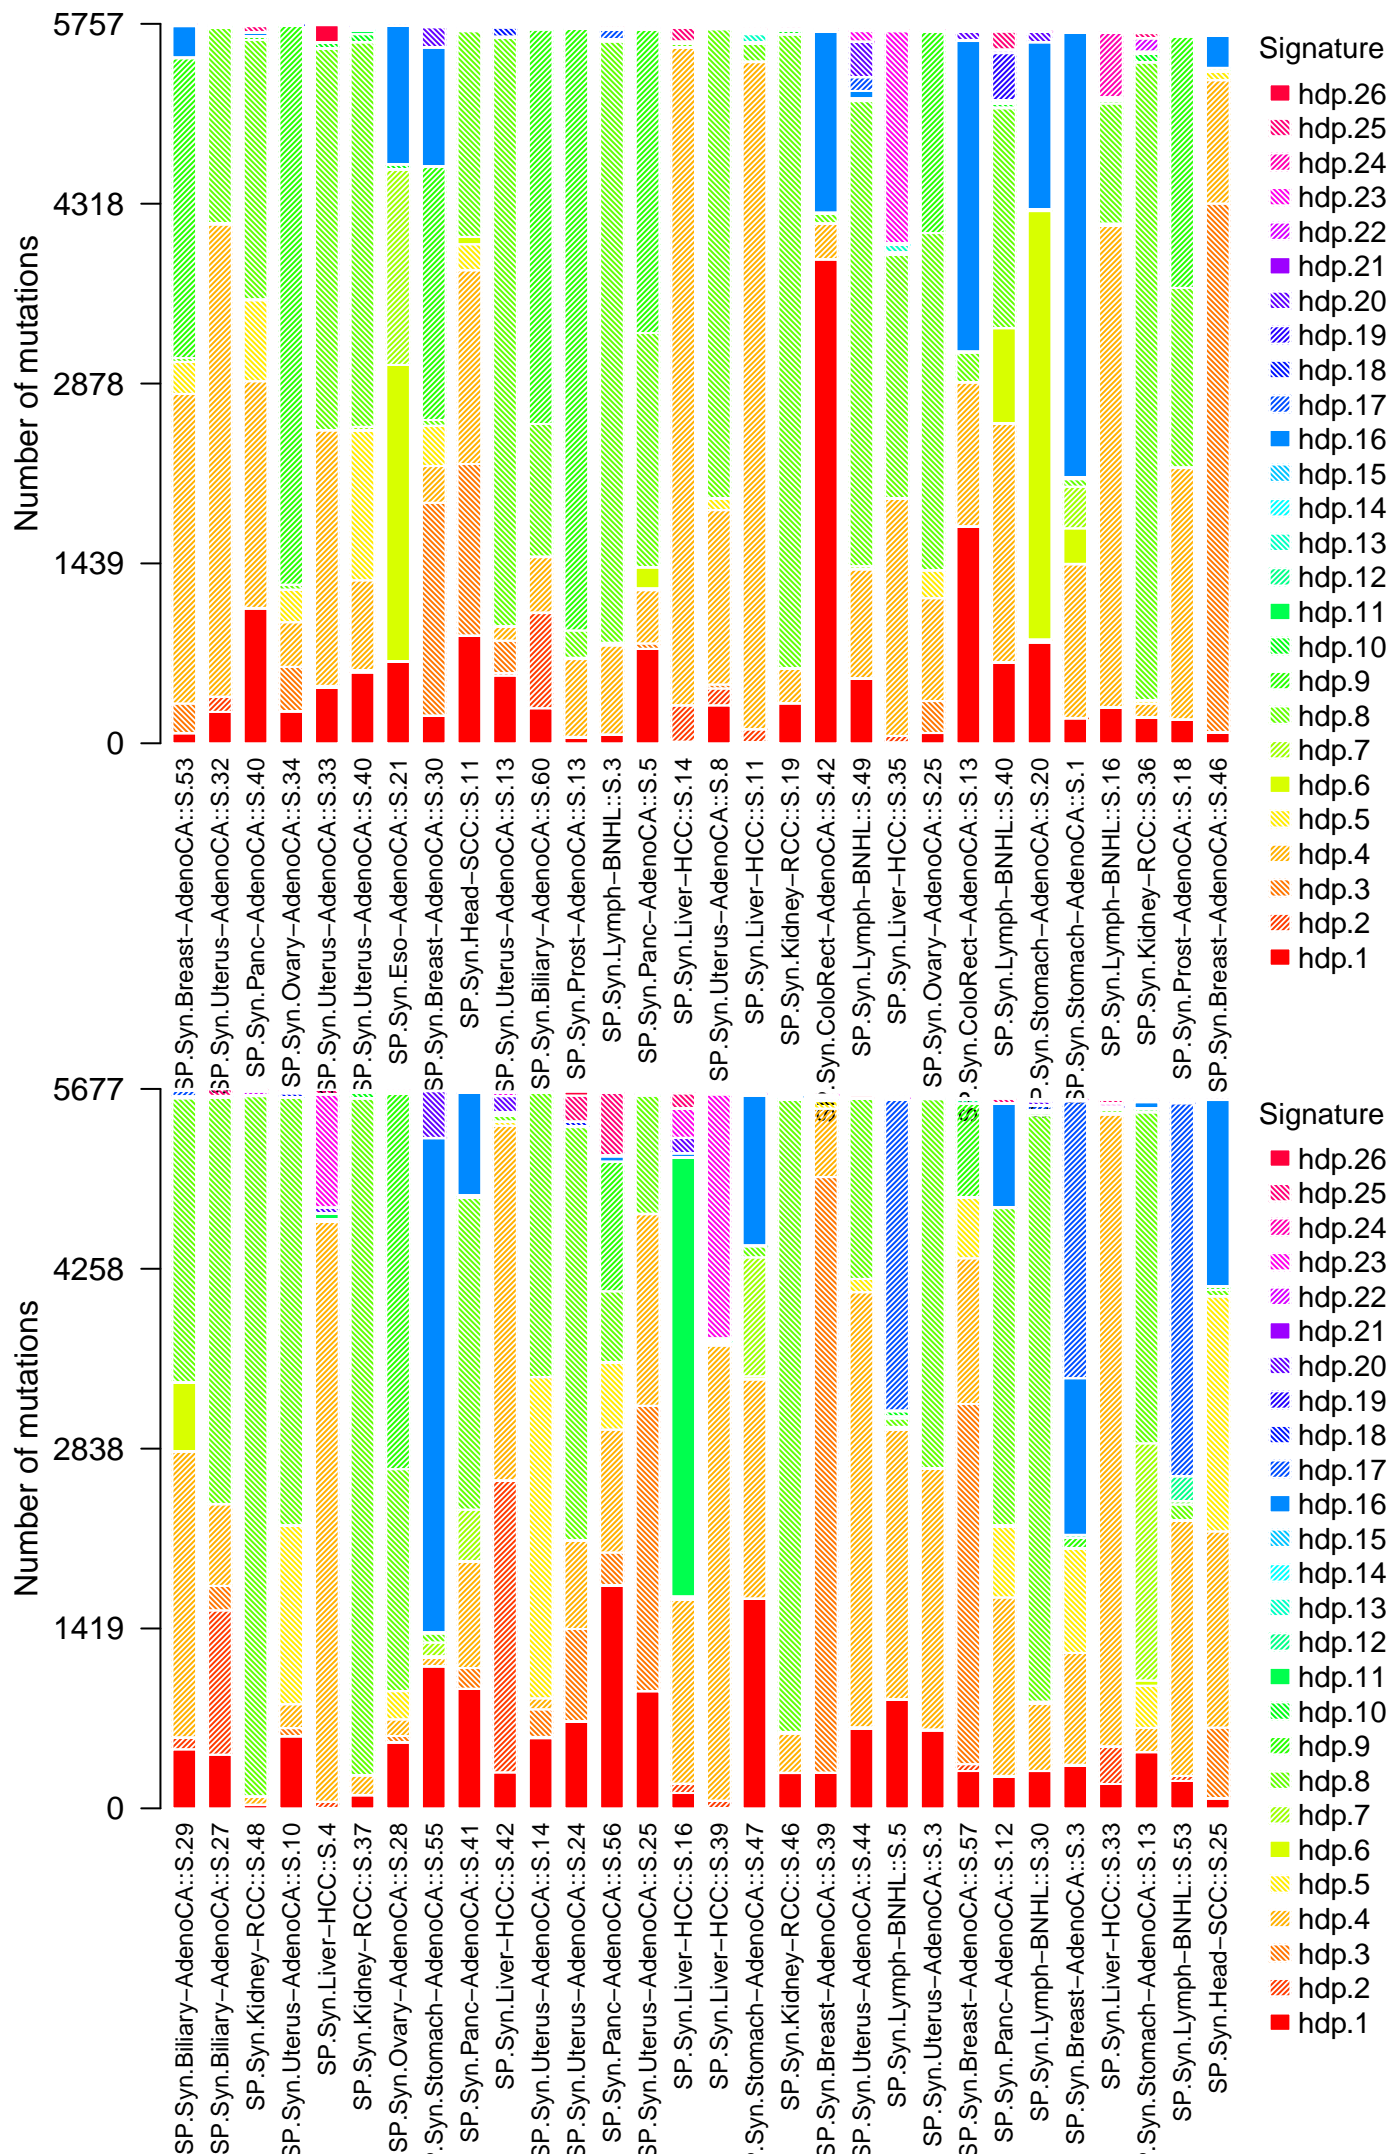 Number of mutations
5757
4318
2878
1439
0
Signature
hdp.26
hdp.25
hdp.24
hdp.23
hdp.22
hdp.21
hdp.20
hdp.19
hdp.18
hdp.17
hdp.16
hdp.15
hdp.14
hdp.13
hdp.12
hdp.11
hdp.10
hdp.9
hdp.8
hdp.7
hdp.6
hdp.5
hdp.4
hdp.3
hdp.2
hdp.1
SP.Syn.Breast−AdenoCA::S.53
SP.Syn.Uterus−AdenoCA::S.32
SP.Syn.Panc−AdenoCA::S.40
SP.Syn.Ovary−AdenoCA::S.34
SP.Syn.Uterus−AdenoCA::S.33
SP.Syn.Uterus−AdenoCA::S.40
SP.Syn.Eso−AdenoCA::S.21
SP.Syn.Breast−AdenoCA::S.30
SP.Syn.Head−SCC::S.11
SP.Syn.Uterus−AdenoCA::S.13
SP.Syn.Biliary−AdenoCA::S.60
SP.Syn.Prost−AdenoCA::S.13
SP.Syn.Lymph−BNHL::S.3
SP.Syn.Panc−AdenoCA::S.5
SP.Syn.Liver−HCC::S.14
SP.Syn.Uterus−AdenoCA::S.8
SP.Syn.Liver−HCC::S.11
SP.Syn.Kidney−RCC::S.19
SP.Syn.ColoRect−AdenoCA::S.42
SP.Syn.Lymph−BNHL::S.49
SP.Syn.Liver−HCC::S.35
SP.Syn.Ovary−AdenoCA::S.25
SP.Syn.ColoRect−AdenoCA::S.13
SP.Syn.Lymph−BNHL::S.40
P.Syn.Stomach−AdenoCA::S.20
SP.Syn.Stomach−AdenoCA::S.1
SP.Syn.Lymph−BNHL::S.16
SP.Syn.Kidney−RCC::S.36
SP.Syn.Prost−AdenoCA::S.18
SP.Syn.Breast−AdenoCA::S.46
Number of mutations
5677
4258
2838
1419
0
Signature
hdp.26
hdp.25
hdp.24
hdp.23
hdp.22
hdp.21
hdp.20
hdp.19
hdp.18
hdp.17
hdp.16
hdp.15
hdp.14
hdp.13
hdp.12
hdp.11
hdp.10
hdp.9
hdp.8
hdp.7
hdp.6
hdp.5
hdp.4
hdp.3
hdp.2
hdp.1
SP.Syn.Biliary−AdenoCA::S.29
SP.Syn.Biliary−AdenoCA::S.27
SP.Syn.Kidney−RCC::S.48
SP.Syn.Uterus−AdenoCA::S.10
SP.Syn.Liver−HCC::S.4
SP.Syn.Kidney−RCC::S.37
SP.Syn.Ovary−AdenoCA::S.28
P.Syn.Stomach−AdenoCA::S.55
SP.Syn.Panc−AdenoCA::S.41
SP.Syn.Liver−HCC::S.42
SP.Syn.Uterus−AdenoCA::S.14
SP.Syn.Uterus−AdenoCA::S.24
SP.Syn.Panc−AdenoCA::S.56
SP.Syn.Uterus−AdenoCA::S.25
SP.Syn.Liver−HCC::S.16
SP.Syn.Liver−HCC::S.39
P.Syn.Stomach−AdenoCA::S.47
SP.Syn.Kidney−RCC::S.46
SP.Syn.Breast−AdenoCA::S.39
SP.Syn.Uterus−AdenoCA::S.44
SP.Syn.Lymph−BNHL::S.5
SP.Syn.Uterus−AdenoCA::S.3
SP.Syn.Breast−AdenoCA::S.57
SP.Syn.Panc−AdenoCA::S.12
SP.Syn.Lymph−BNHL::S.30
SP.Syn.Breast−AdenoCA::S.3
SP.Syn.Liver−HCC::S.33
P.Syn.Stomach−AdenoCA::S.13
SP.Syn.Lymph−BNHL::S.53
SP.Syn.Head−SCC::S.25